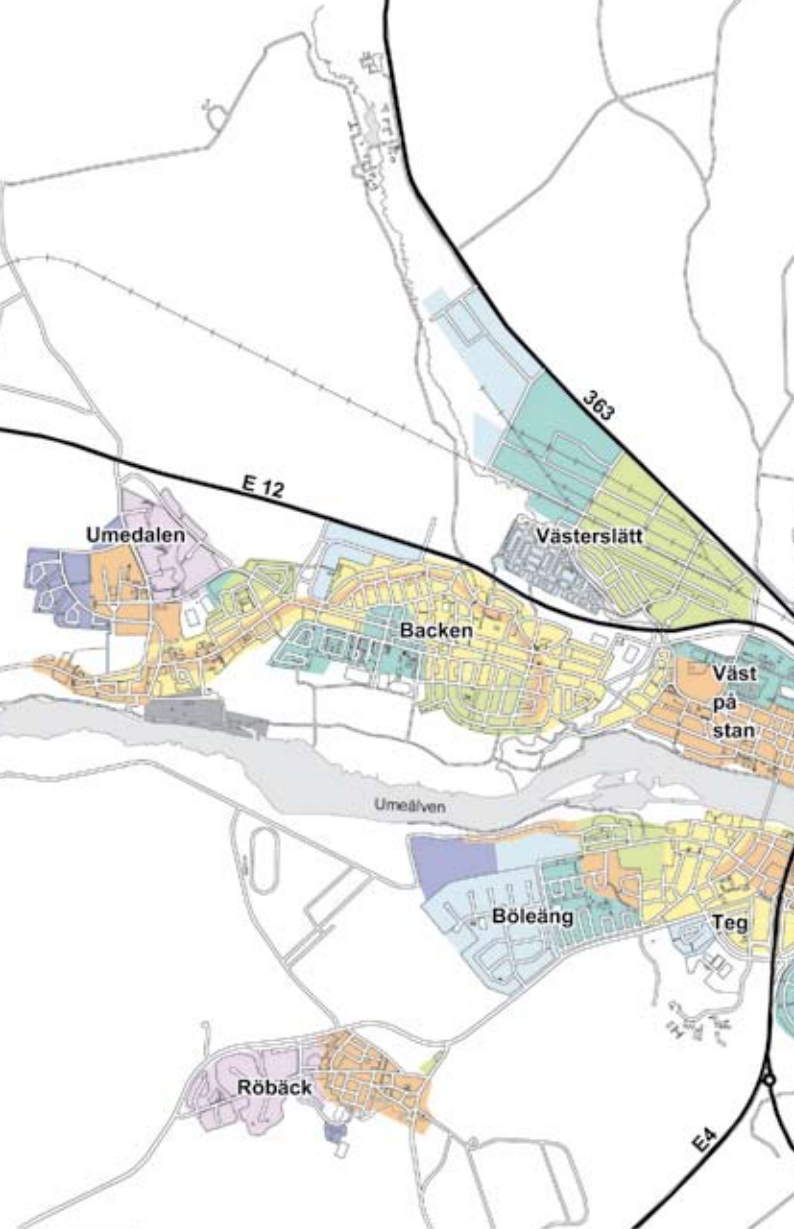 363
E 12
Umedalen
Västerslätt
Backen
Väst
på
stan
Umeälven
Böleäng
Teg
Röbäck
E4